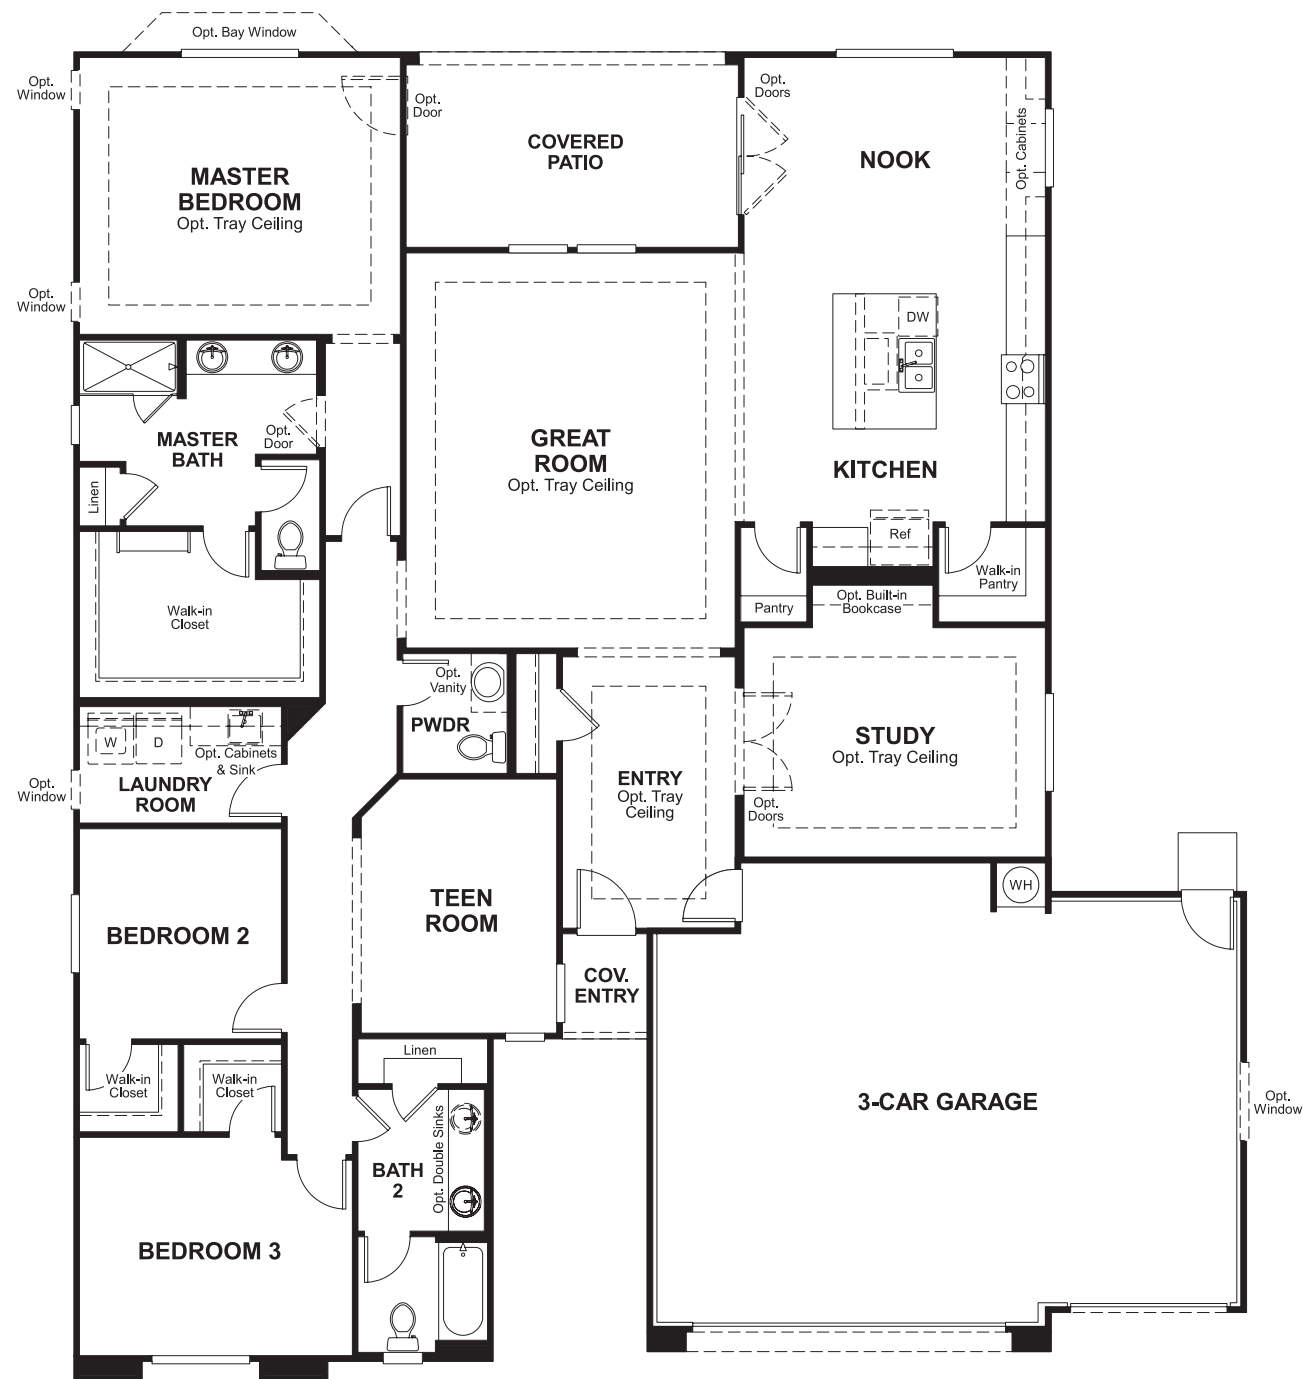 Opt. Bay Window
Opt.
Window
Opt.
Door
Opt.
Doors
COVERED
PATIO
NOOK
Opt. Cabinets
MASTER
BEDROOM
Opt. Tray Ceiling
Opt.
Window
DW
MASTER
BATH
Opt.
Door
GREAT
ROOM
Opt. Tray Ceiling
KITCHEN
Linen
Ref
Walk-in
Pantry
Walk-in
Closet
Pantry
Opt. Built-in
Bookcase
Opt.
Vanity
PWDR
STUDY
Opt. Tray Ceiling
W
D
Opt. Cabinets
& Sink
Opt.
Window
LAUNDRY
ROOM
ENTRY
Opt. Tray
Ceiling
Opt.
Doors
WH
TEEN
ROOM
BEDROOM 2
COV.
ENTRY
Linen
Walk-in
Closet
Walk-in
Closet
3-CAR GARAGE
Opt.
Window
Opt. Double Sinks
BATH
2
BEDROOM 3